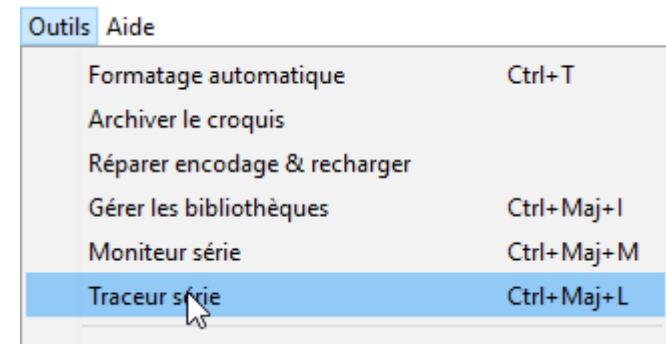 Outils Aide
Formatage automatique Ctrl+T
Archiver le croquis
Réparer encodage & recharger
Gérer les bibliothèques Ctrl+Maj+I
Moniteur série Ctrl+Maj+M
Traceur série Ctrl+Maj+L